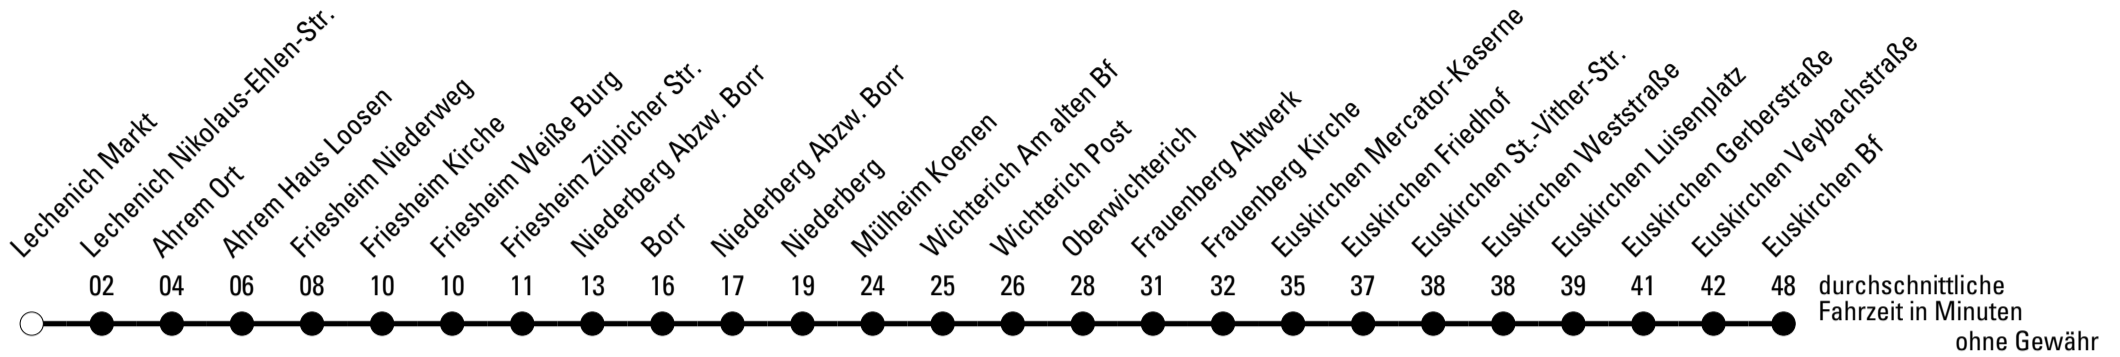 Lechenich Markt
Lechenich Nikolaus-Ehlen-Str.
Ahrem Ort
Ahrem Haus Loosen
Friesheim Niederweg
Friesheim Kirche
Friesheim Weiße Burg
Friesheim Zülpicher Str.
Niederberg Abzw. Borr
Borr
Niederberg Abzw. Borr
Niederberg
Mülheim Koenen
Wichterich Am alten Bf
Wichterich Post
Oberwichterich
Frauenberg Altwerk
Frauenberg Kirche
Euskirchen Mercator-Kaserne
Euskirchen Friedhof
Euskirchen St.-Vither-Str.
Euskirchen Weststraße
Euskirchen Luisenplatz
Euskirchen Gerberstraße
Euskirchen Veybachstraße
Euskirchen Bf
02 04 06 08 10 10 11 13 16 17 19 24 25 26 28 31 32 35 37 38 38 39 41 42 48
durchschnittliche
Fahrzeit in Minuten
ohne Gewähr